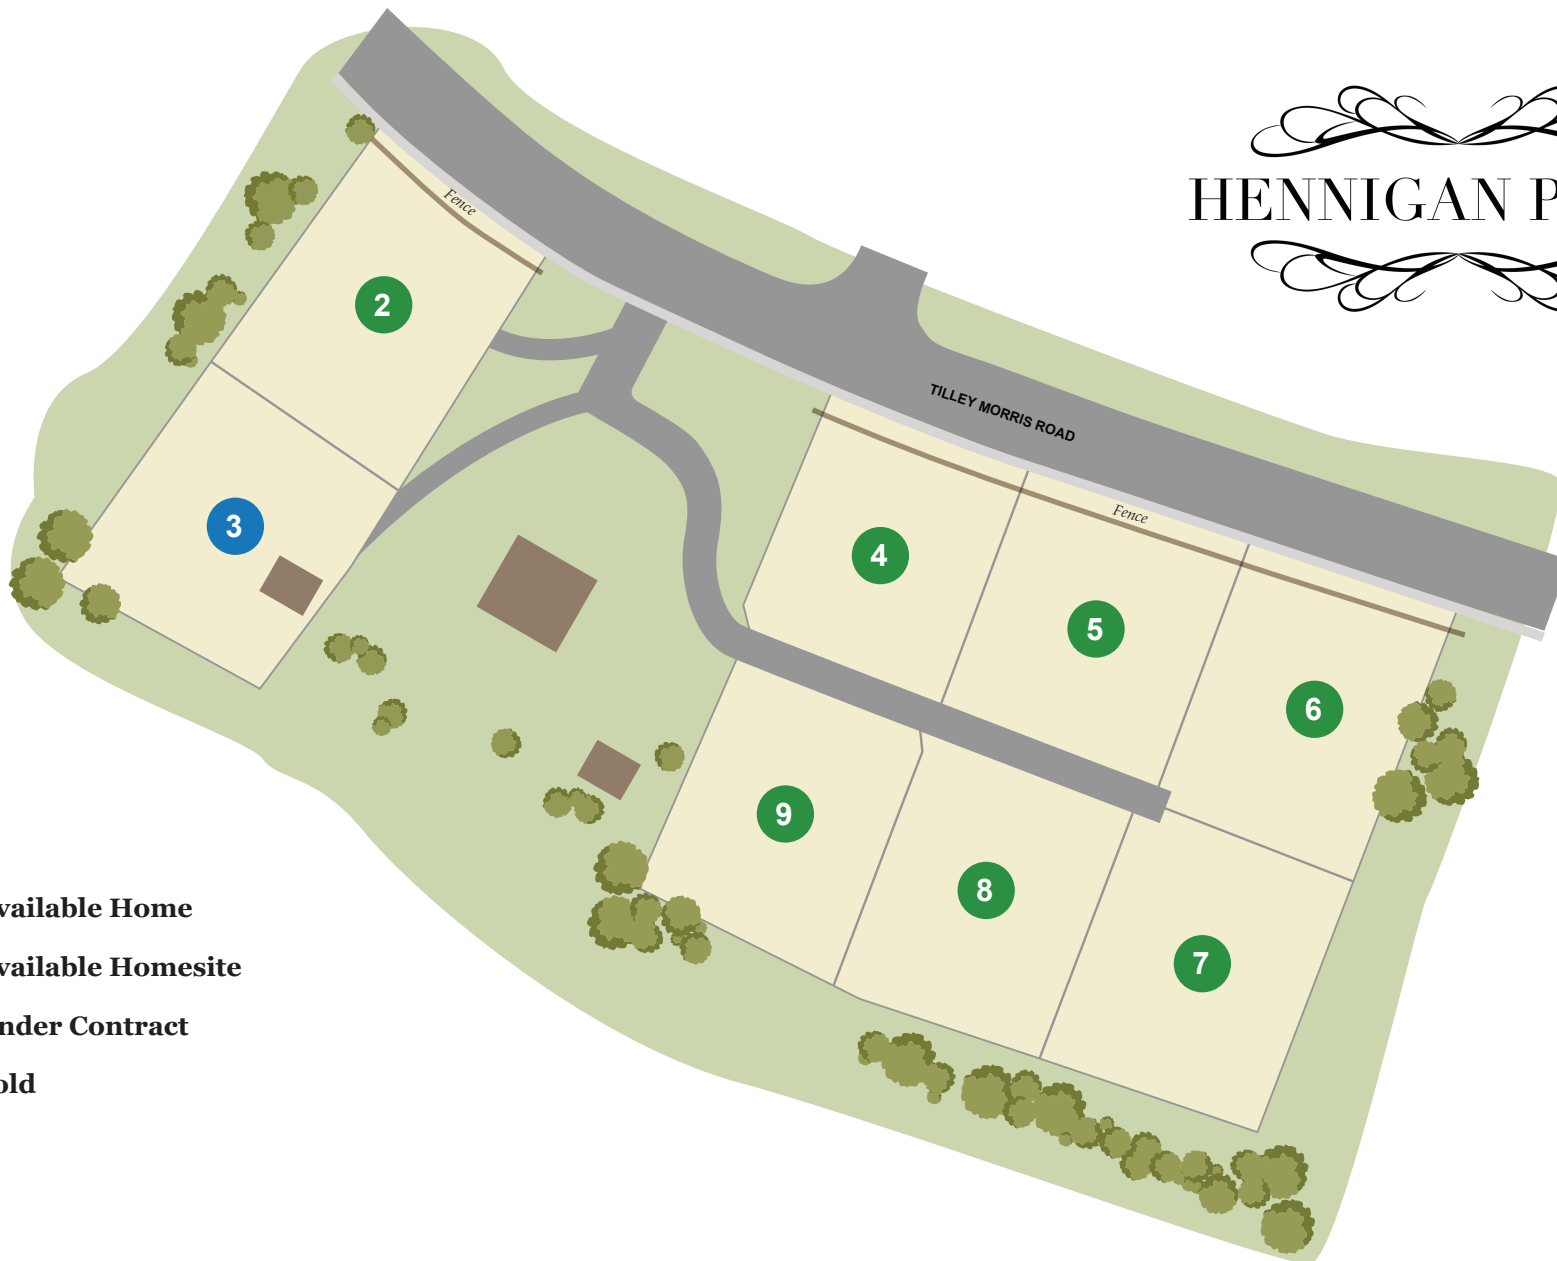 HENNIGAN P
Fence
2
TILLEY MORRIS ROAD
Fence
3
4
5
6
9
8
7
vailable Home
vailable Homesite
nder Contract
old